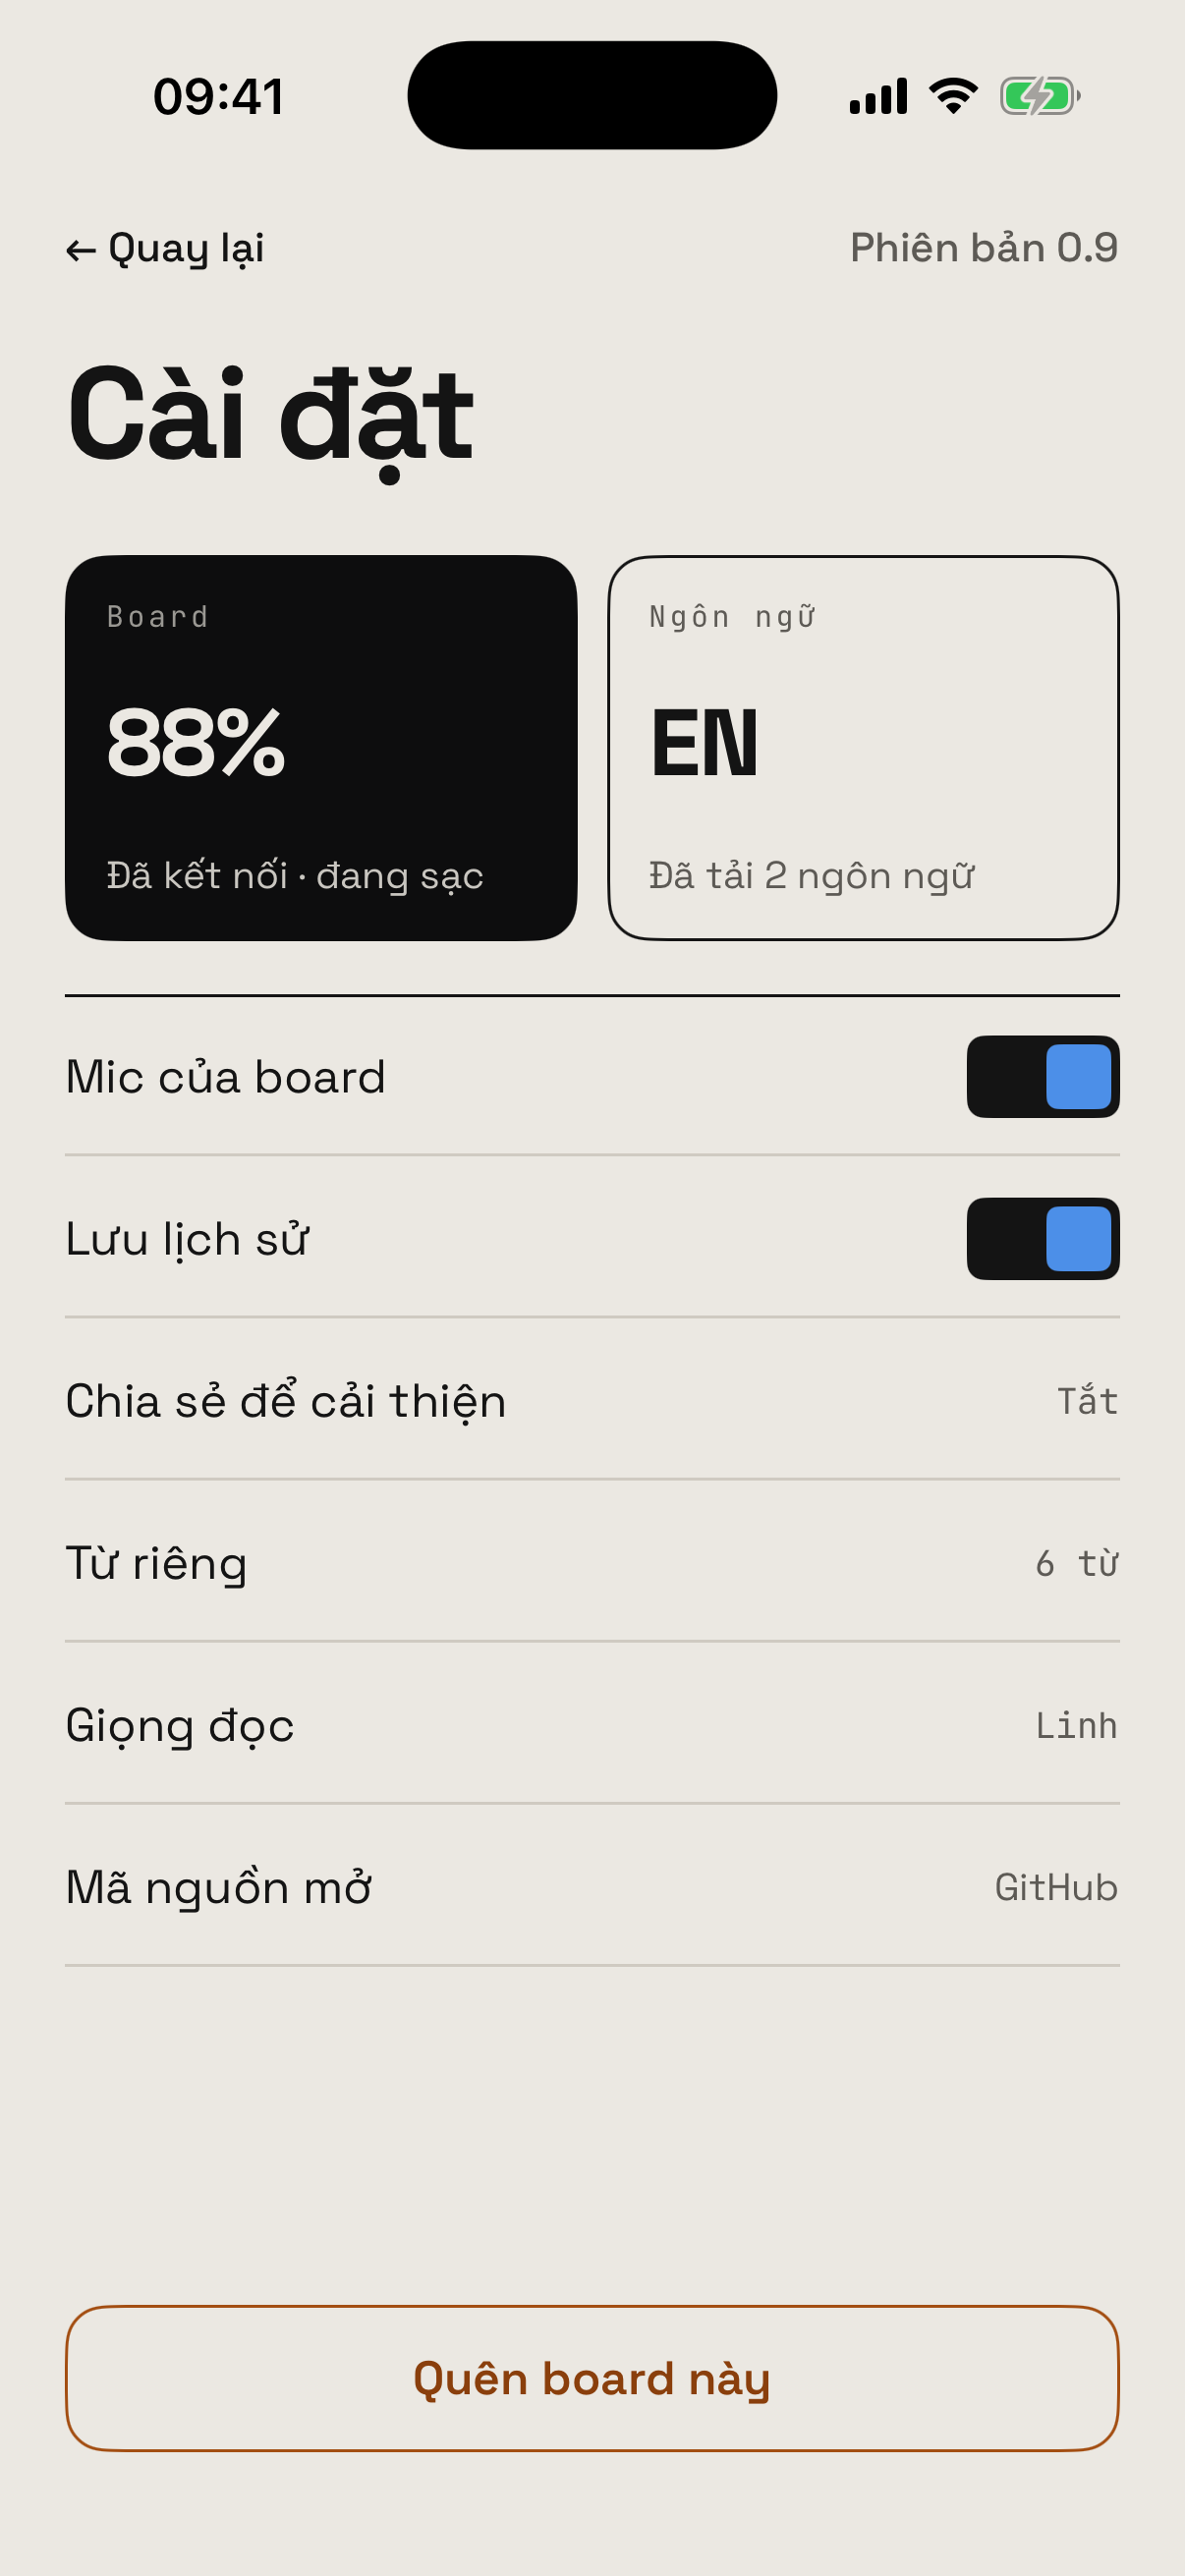 09:41
← Quay lại
Phiên bản 0.9
Cài đặt
Board
88%
Đã kết nối · đang sạc
Ngôn ngữ
EN
Đã tải 2 ngôn ngữ
Mic của board
Lưu lịch sử
Chia sẻ để cải thiện
Tắt
Từ riêng
6 từ
Giọng đọc
Linh
Mã nguồn mở
GitHub
Quên board này